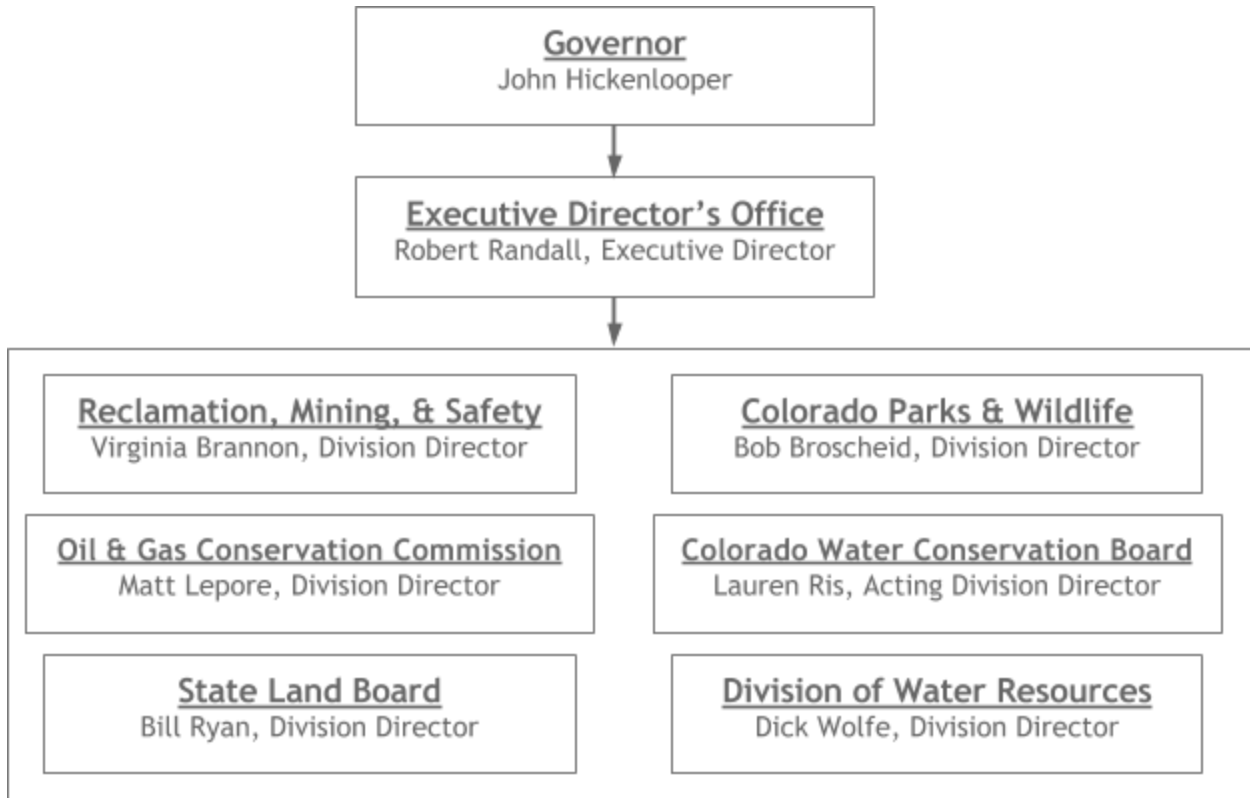 Governor
John Hickenlooper
Executive Director’s Office
Robert Randall, Executive Director
Reclamation, Mining, & Safety
Virginia Brannon, Division Director
Colorado Parks & Wildlife
Bob Broscheid, Division Director
Oil & Gas Conservation Commission
Matt Lepore, Division Director
Colorado Water Conservation Board
Lauren Ris, Acting Division Director
State Land Board
Bill Ryan, Division Director
Division of Water Resources
Dick Wolfe, Division Director